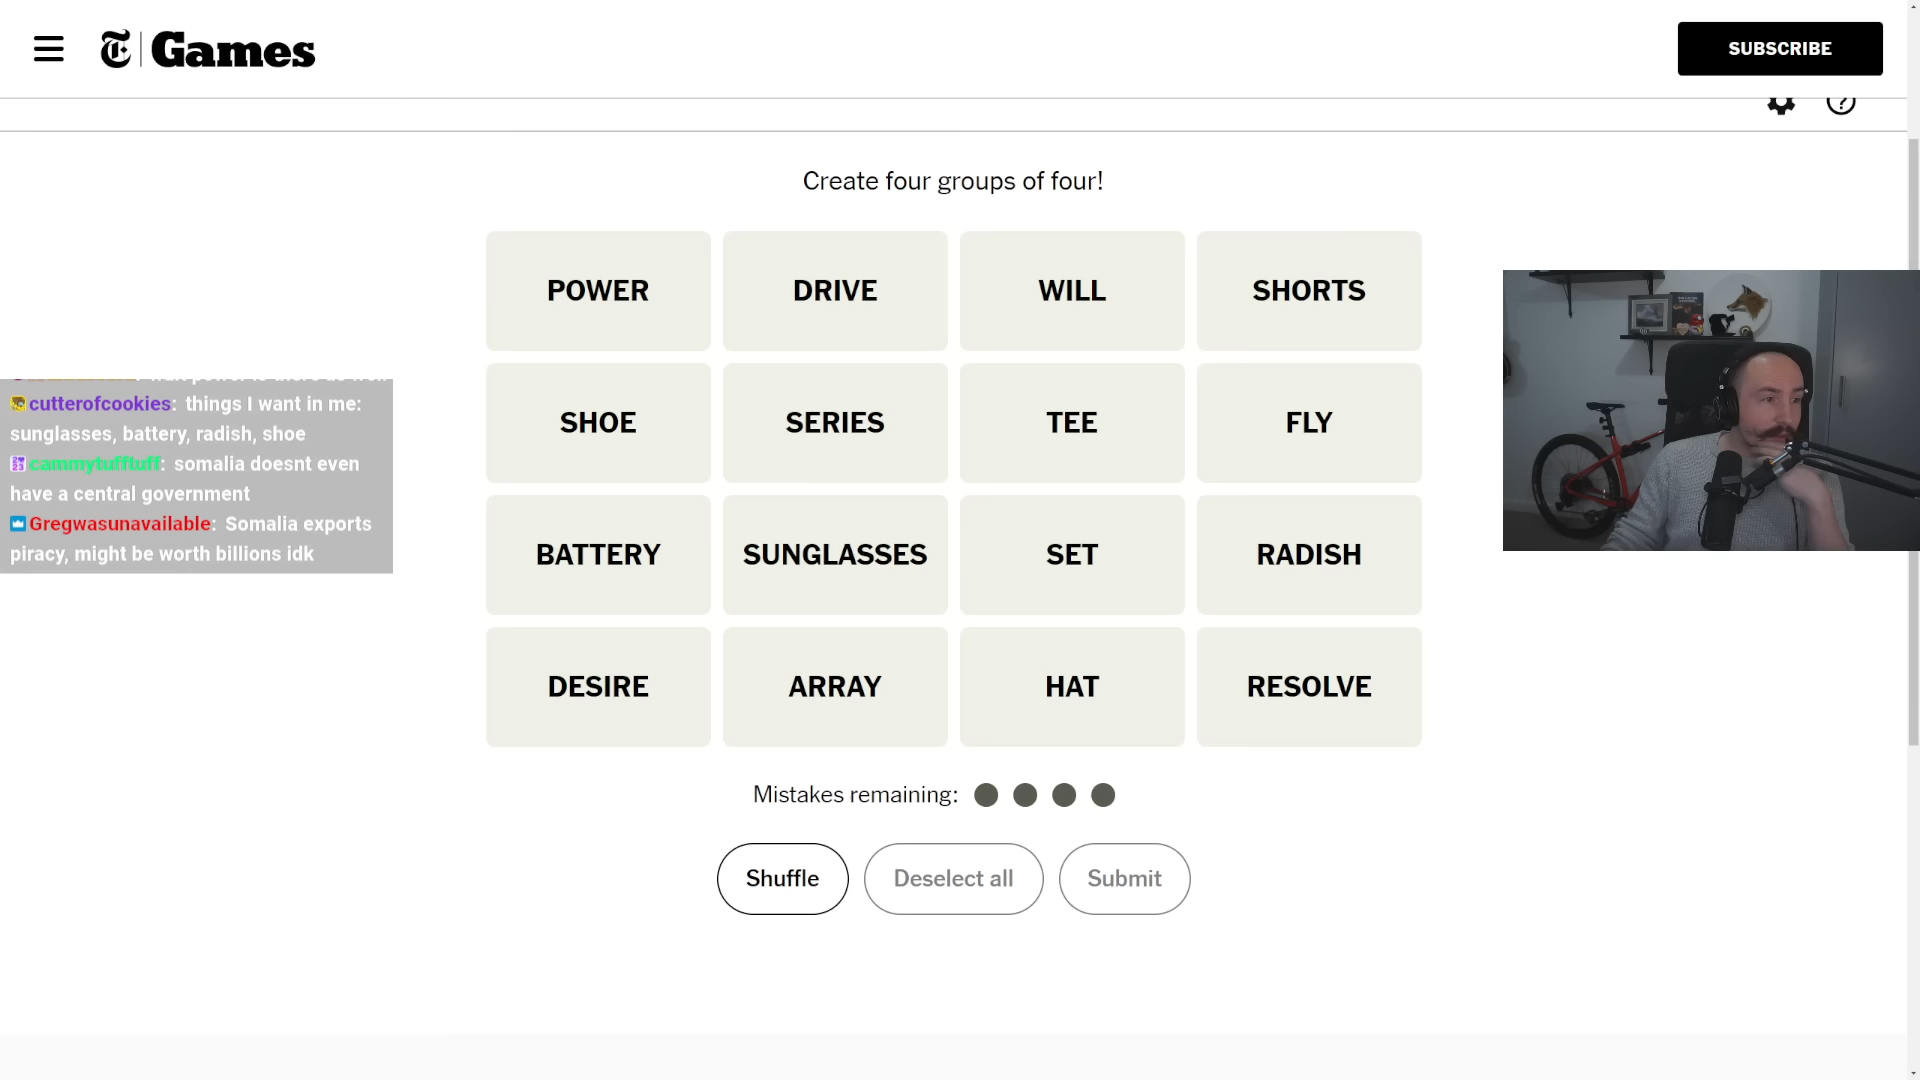 T Games
SUBSCRIBE
Create four groups of four!
POWER
DRIVE
WILL
SHORTS
SHOE
SERIES
TEE
FLY
BATTERY
SUNGLASSES
SET
RADISH
DESIRE
ARRAY
HAT
RESOLVE
Mistakes remaining:
Shuffle
Deselect all
Submit
cutterofcookies: things I want in me:
sunglasses, battery, radish, shoe
cammytufftuff: somalia doesnt even
have a central government
Gregwasunavailable: Somalia exports
piracy, might be worth billions idk